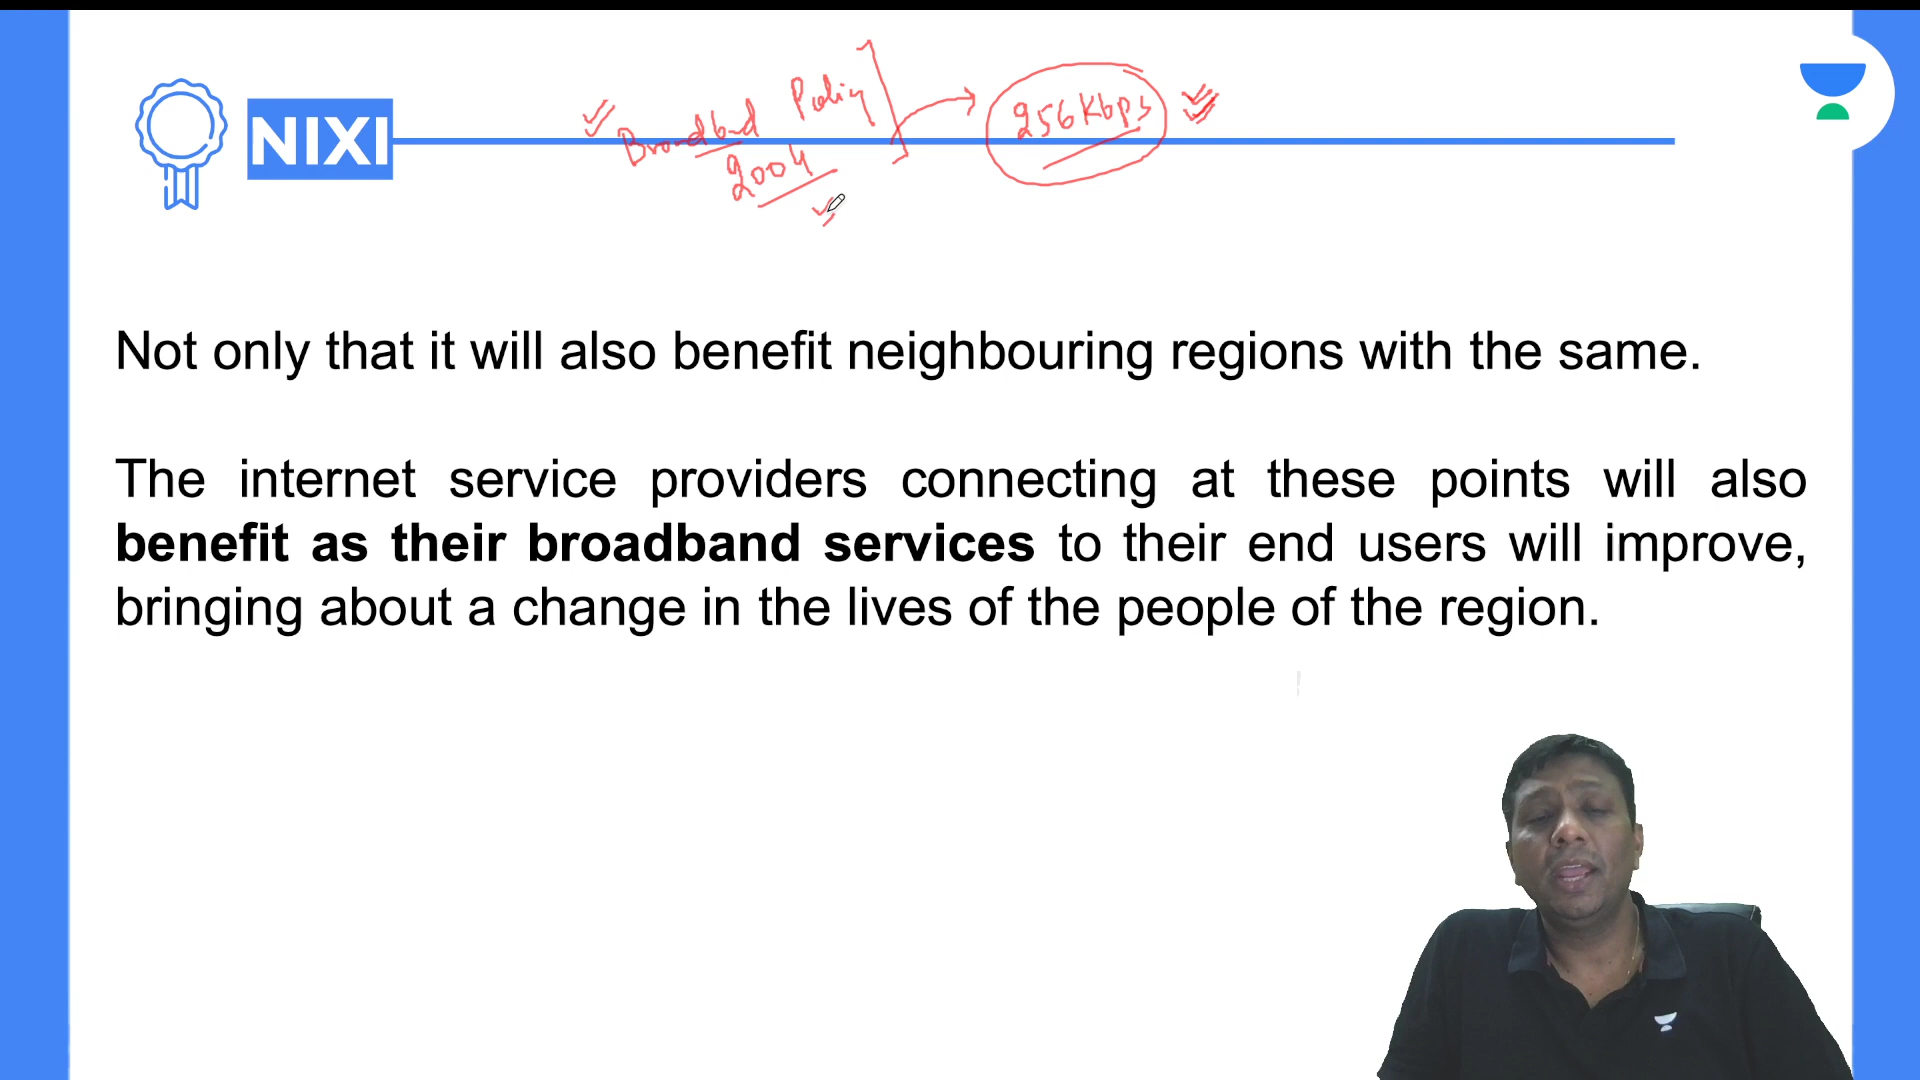 Broadband Policy
2004
256 Kbps
NIXI
Not only that it will also benefit neighbouring regions with the same.
The internet service providers connecting at these points will also
benefit as their broadband services to their end users will improve,
bringing about a change in the lives of the people of the region.